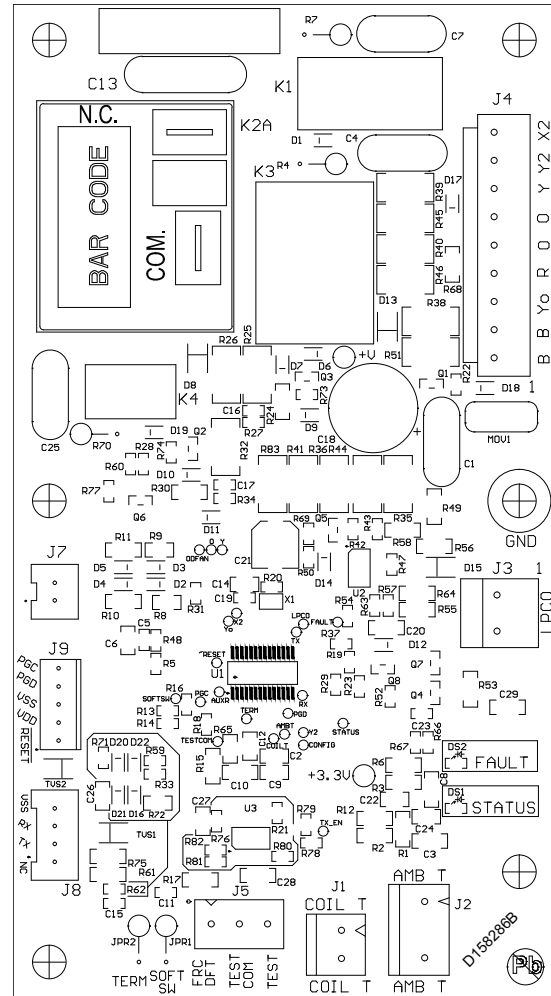 R7
C7
C13
K1
J4
N.C.
K2A
D1
C4
X2
Y2
Y
O
O
R
Yo
B
B
BAR CODE
COM.
R4
K3
R39
D17
R45
R40
R46
R68
D13
R38
R26
R25
+V
R51
D8
D7
D6
Q3
R73
Q1
R22
D18
1
K4
C16
R24
R27
D9
C18
+
MOV1
C25
R70
D19
Q2
R32
R28
R74
R60
D10
R83
R41
R36
R44
C1
R77
R30
C17
R34
Q6
D11
R49
GND
R11
R9
O
Y
ODFAN
C21
R69
Q5
R43
R35
R58
R56
R42
J7
D5
D3
D4
D2
R50
D14
U2
R47
D15
J3
1
LPCO
R10
R8
R31
C14
C19
R20
X1
R54
R63
R57
R64
R55
C6
C5
R48
X2
Yo
LPCO
FAULT
TX
R37
C20
D12
J9
PGC
PGD
VSS
VDD
RESET
R5
RESET
U1
R19
Q7
Q8
R29
R23
R52
Q4
R53
C29
SOFTSW
R16
PGC
AUXR
RX
R13
R14
R18
TERM
PGD
STATUS
C23
R66
R67
TESTCOM
R65
AMBT
Y2
COILT
CONFIG
C12
C2
R71
D20
D22
R59
R15
C10
C9
+3.3V
R6
R3
C8
DS2
FAULT
TVS2
C26
R33
D21
D16
R72
C22
DS1
STATUS
VSS
RX
TX
NC
TVS1
C27
U3
R21
R79
TX_EN
R12
R2
R1
C24
C3
R76
R82
R81
R80
R78
J8
R75
R61
R62
C15
R17
C11
J5
C28
J1
COIL T
AMB T
J2
JPR2
JPR1
TERM
SOFT SW
FRC DFT
TEST COM
TEST
COIL T
AMB T
D158286B
Pb